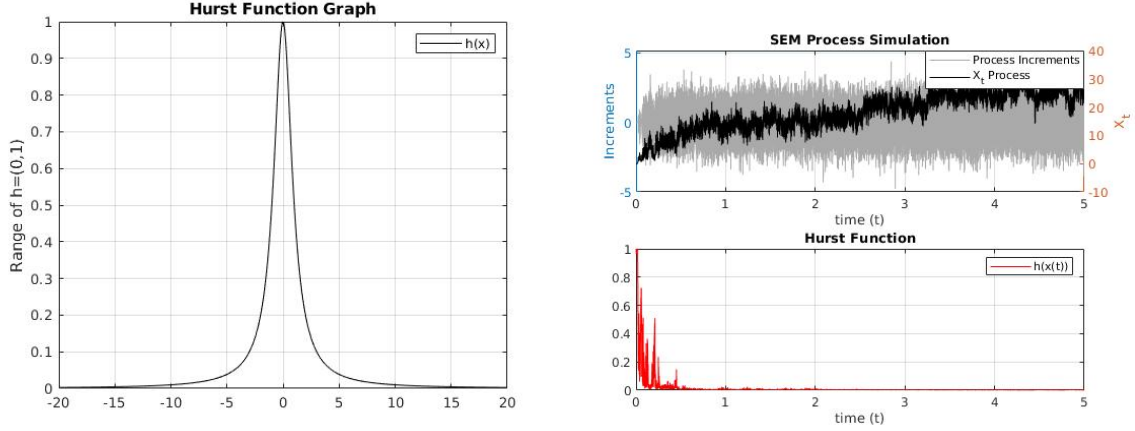 Hurst Function Graph
1
0.9
0.8
0.7
0.6
0.5
0.4
0.3
0.2
0.1
0
Range of h=(0,1)
h(x)
-20 -15 -10 -5 0 5 10 15 20
SEM Process Simulation
5
0
-5
Increments
Process Increments
X_t Process
40
30
20
10
0
-10
X_t
0 1 2 3 4 5
time (t)
Hurst Function
1
0.8
0.6
0.4
0.2
0
h(x(t))
0 1 2 3 4 5
time (t)